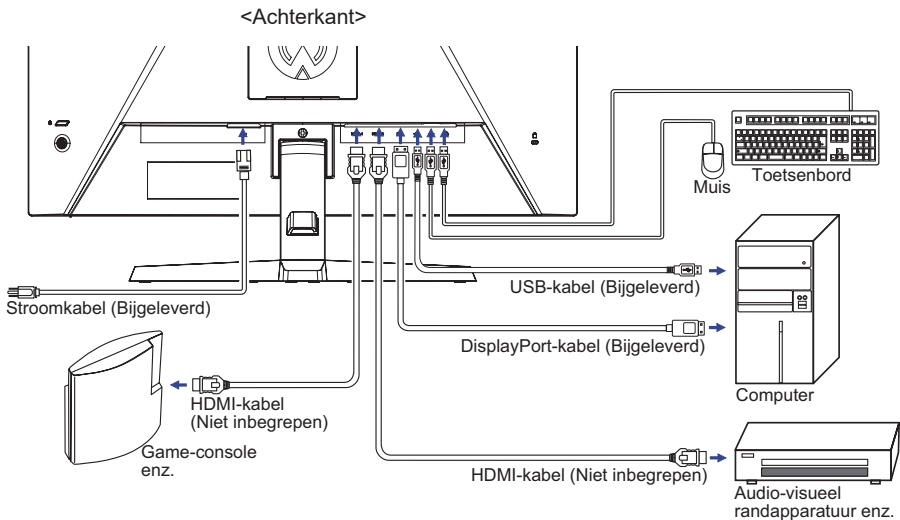 <Achterkant>
Muis
Toetsenbord
USB-kabel (Bijgeleverd)
Stroomkabel (Bijgeleverd)
DisplayPort-kabel (Bijgeleverd)
Computer
HDMI-kabel
(Niet inbegrepen)
Game-console
enz.
HDMI-kabel (Niet inbegrepen)
Audio-visueel
randapparatuur enz.